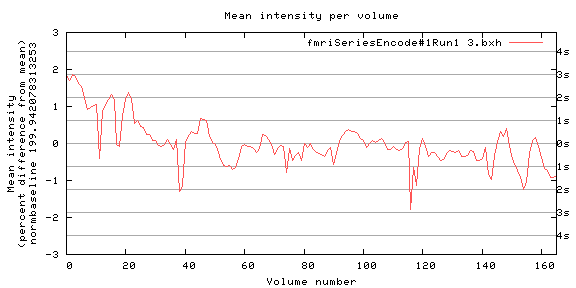 Mean intensity per volume
fmriSeriesEncode#1Run1 3.bxh
Mean intensity
(percent difference from mean)
normbaseline 199.942078313253
3
2
1
0
-1
-2
-3
4s
3s
2s
1s
0s
1s
2s
3s
4s
0 20 40 60 80 100 120 140 160
Volume number